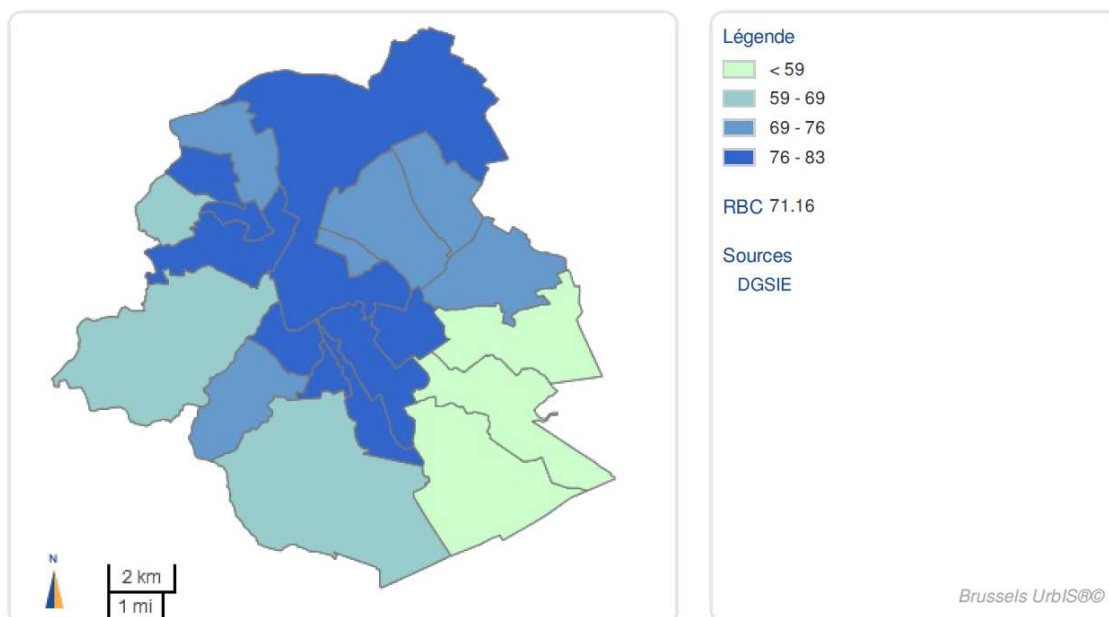 N
2 km
1 mi
Légende
< 59
59 - 69
69 - 76
76 - 83
RBC 71.16
Sources
DGSIE
Brussels UrbIS®©